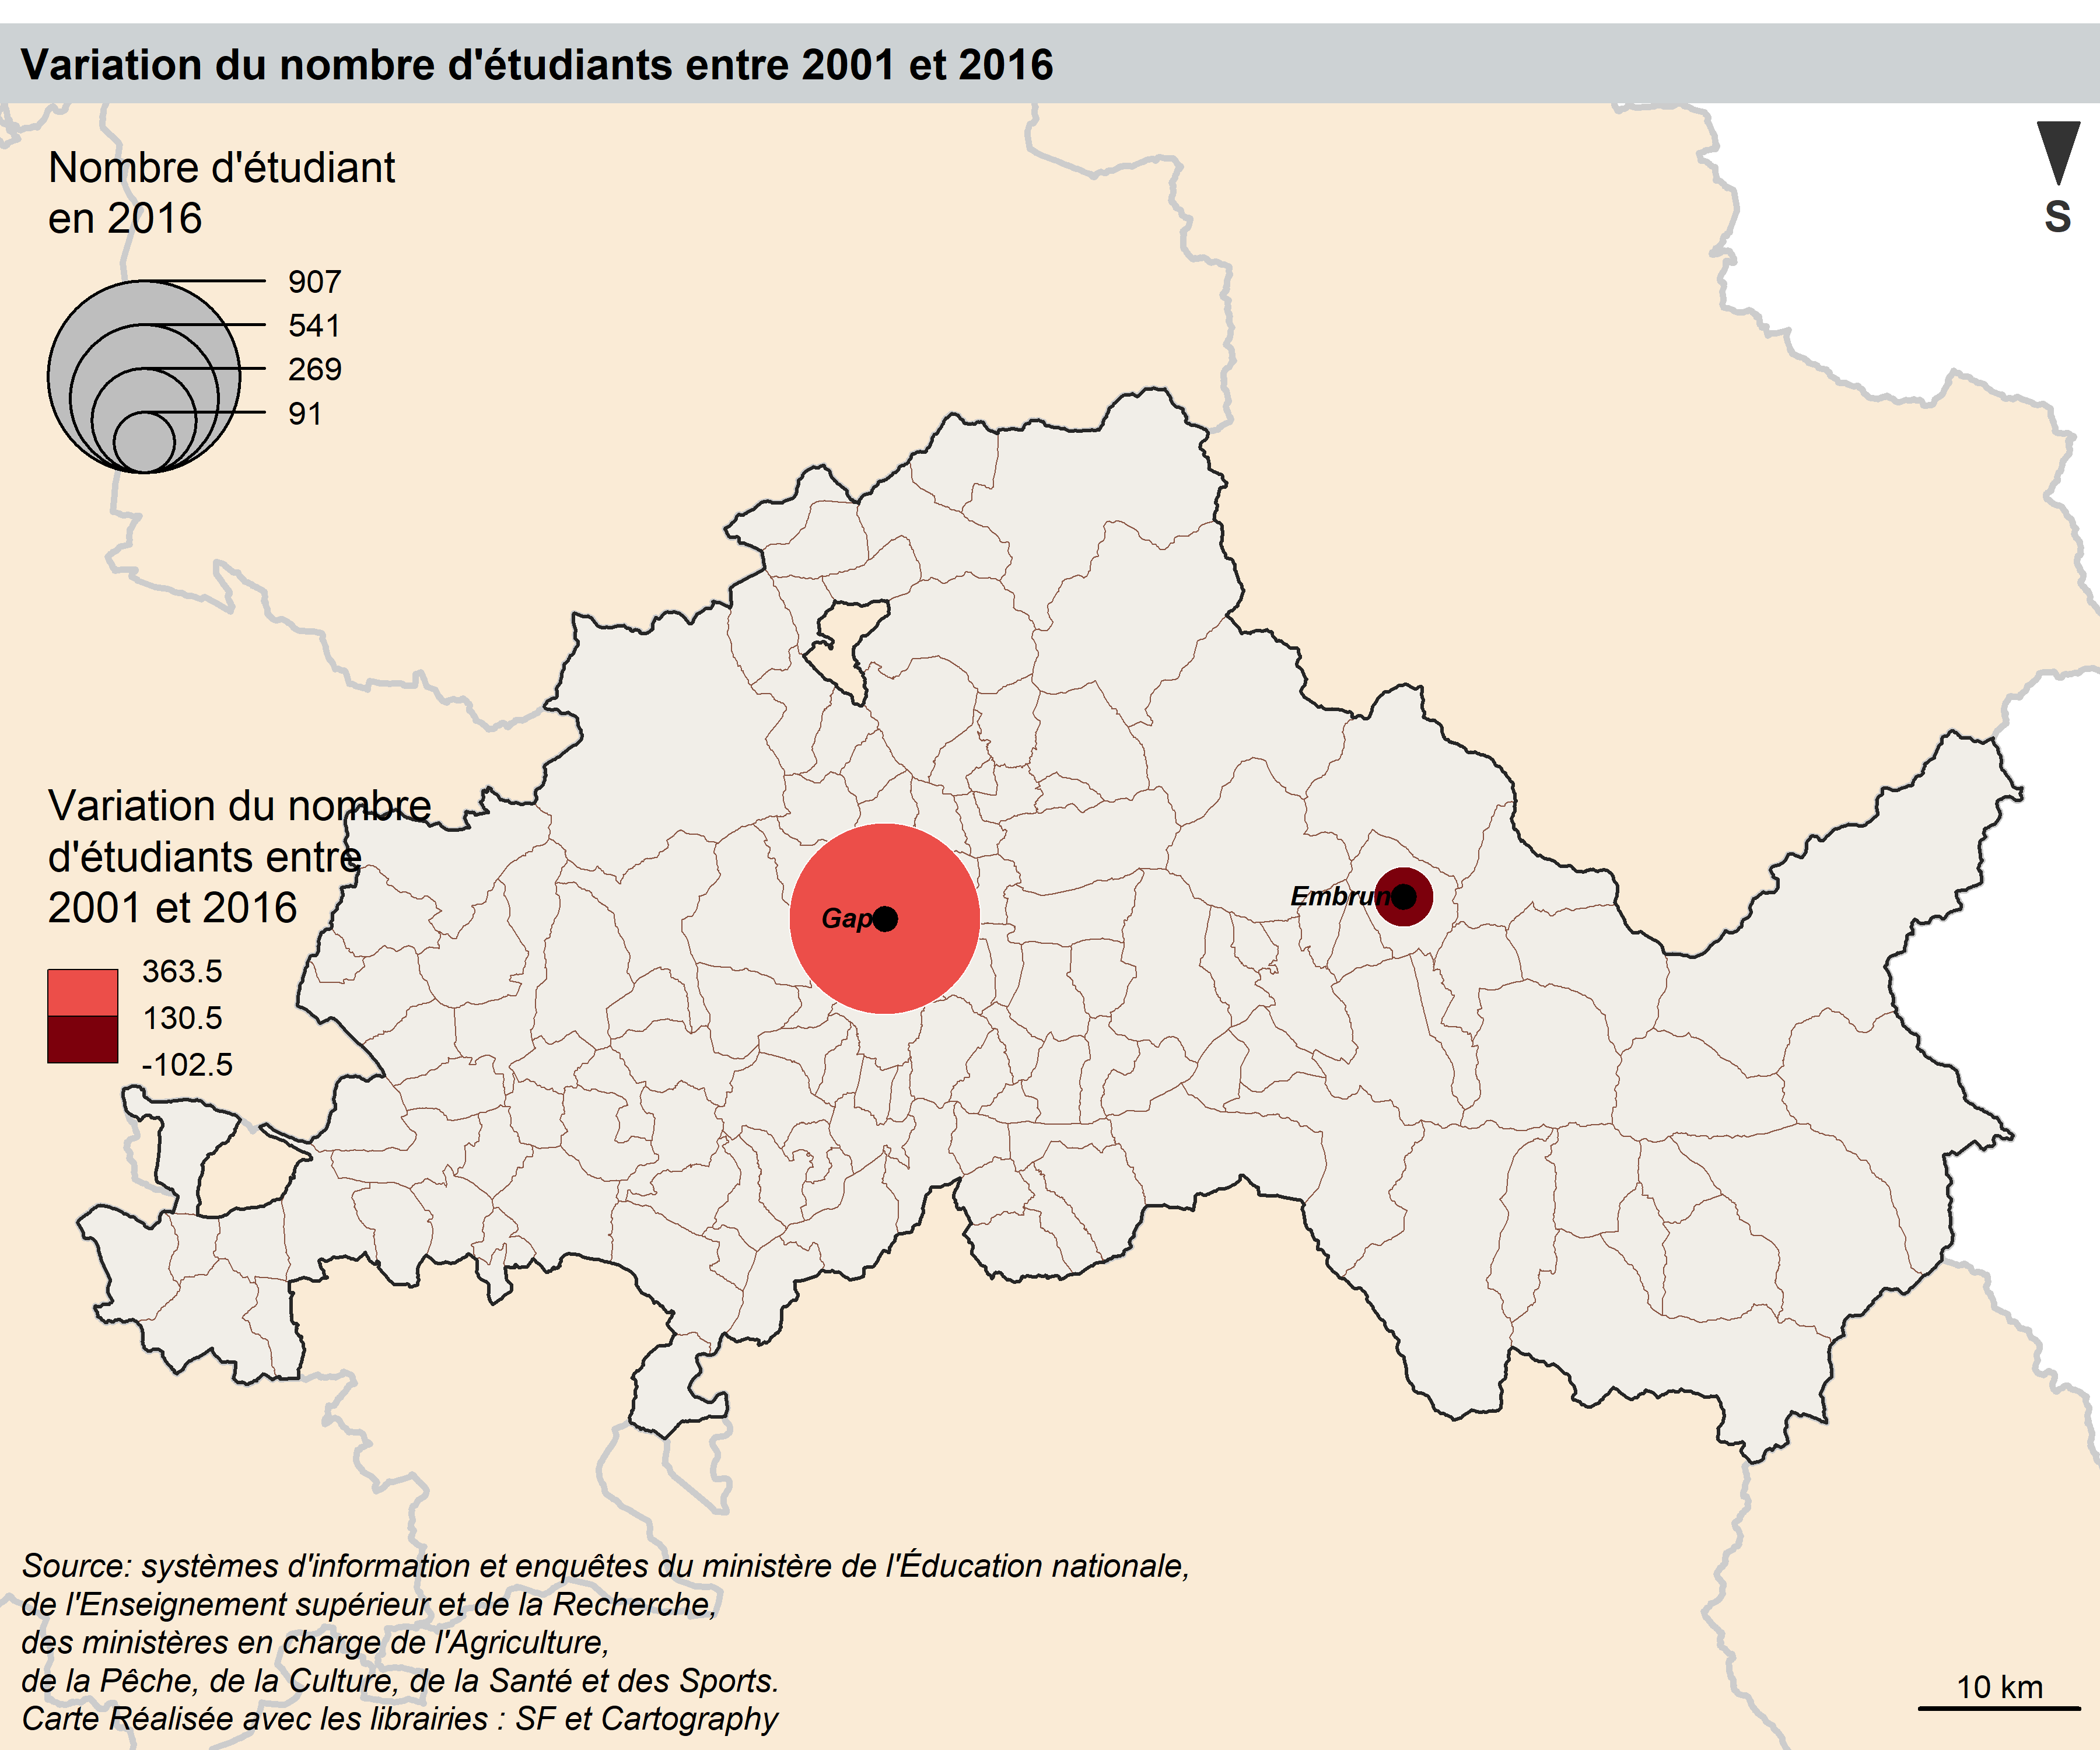 Variation du nombre d'étudiants entre 2001 et 2016
S
Nombre d'étudiant
en 2016
907
541
269
91
Variation du nombre
d'étudiants entre
2001 et 2016
363.5
130.5
-102.5
Gap
Embrun
Source: systèmes d'information et enquêtes du ministère de l'Éducation nationale,
de l'Enseignement supérieur et de la Recherche,
des ministères en charge de l'Agriculture,
de la Pêche, de la Culture, de la Santé et des Sports.
Carte Réalisée avec les librairies : SF et Cartography
10 km